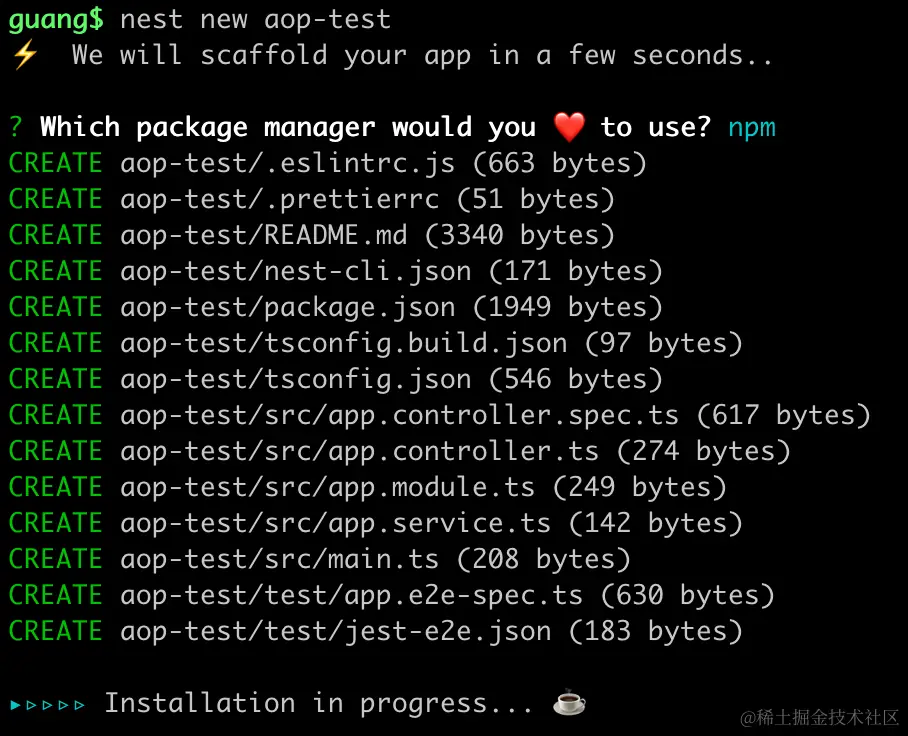 guang$ nest new aop-test
⚡ We will scaffold your app in a few seconds..
? Which package manager would you ❤️ to use? npm
CREATE aop-test/.eslintrc.js (663 bytes)
CREATE aop-test/.prettierrc (51 bytes)
CREATE aop-test/README.md (3340 bytes)
CREATE aop-test/nest-cli.json (171 bytes)
CREATE aop-test/package.json (1949 bytes)
CREATE aop-test/tsconfig.build.json (97 bytes)
CREATE aop-test/tsconfig.json (546 bytes)
CREATE aop-test/src/app.controller.spec.ts (617 bytes)
CREATE aop-test/src/app.controller.ts (274 bytes)
CREATE aop-test/src/app.module.ts (249 bytes)
CREATE aop-test/src/app.service.ts (142 bytes)
CREATE aop-test/src/main.ts (208 bytes)
CREATE aop-test/test/app.e2e-spec.ts (630 bytes)
CREATE aop-test/test/jest-e2e.json (183 bytes)
▸▹▹▹▹ Installation in progress... ☕
@稀土掘金技术社区